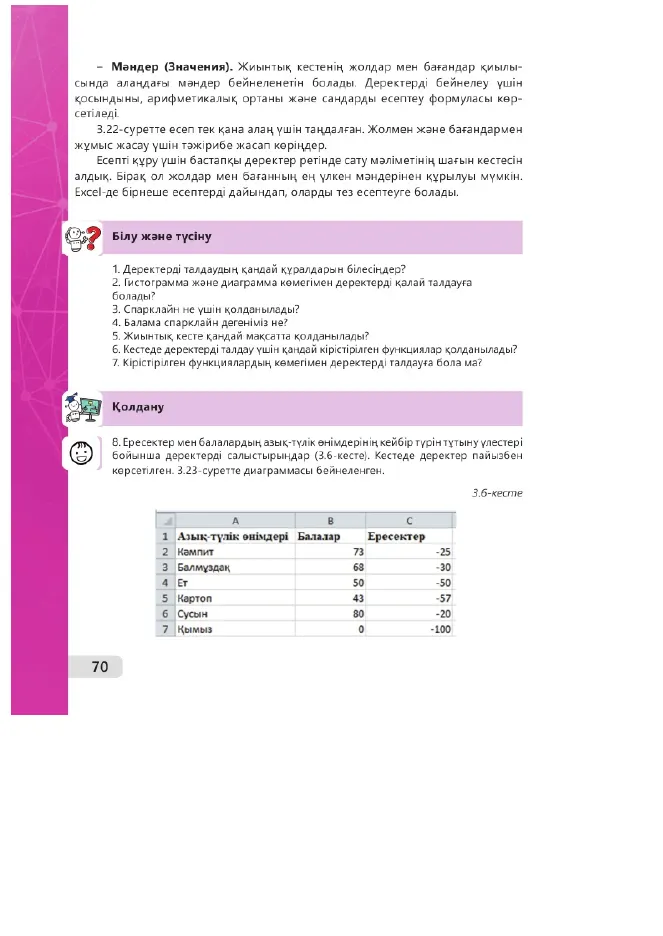 – Мәндер (Значения). Жиынтық кестенің жолдар мен бағандар қиылы-
сында алаңдағы мәндер бейнеленетін болады. Деректерді бейнелеу үшін
қосындыны, арифметикалық ортаны және сандарды есептеу формуласы көр-
сетіледі.
3.22-суретте есеп тек қана алаң үшін таңдалған. Жолмен және бағандармен
жұмыс жасау үшін тәжірибе жасап көріңдер.
Есепті құру үшін бастапқы деректер ретінде сату мәліметінің шағын кестесін
алдық. Бірақ ол жолдар мен бағанның ең үлкен мәндерінен құрылуы мүмкін.
Excel-де бірнеше есептерді дайындап, оларды тез есептеуге болады.
Білу және түсіну
1. Деректерді талдаудың қандай құралдарын білесіңдер?
2. Гистограмма және диаграмма көмегімен деректерді қалай талдауға
болады?
3. Спарклайн не үшін қолданылады?
4. Балама спарклайн дегеніміз не?
5. Жиынтық кесте қандай мақсатта қолданылады?
6. Кестеде деректерді талдау үшін қандай кірістірілген функциялар қолданылады?
7. Кірістірілген функциялардың көмегімен деректерді талдауға бола ма?
Қолдану
8. Ересектер мен балалардың азық-түлік өнімдерінің кейбір түрін тұтыну үлестері
бойынша деректерді салыстырыңдар (3.6-кесте). Кестеде деректер пайызбен
көрсетілген. 3.23-суретте диаграммасы бейнеленген.
3.6-кесте
A B C
1 Азық-түлік өнімдері Балалар Ересектер
2 Кәмпит 73 -25
3 Балмұздақ 68 -30
4 Ет 50 -50
5 Картоп 43 -57
6 Сусын 80 -20
7 Қымыз 0 -100
70